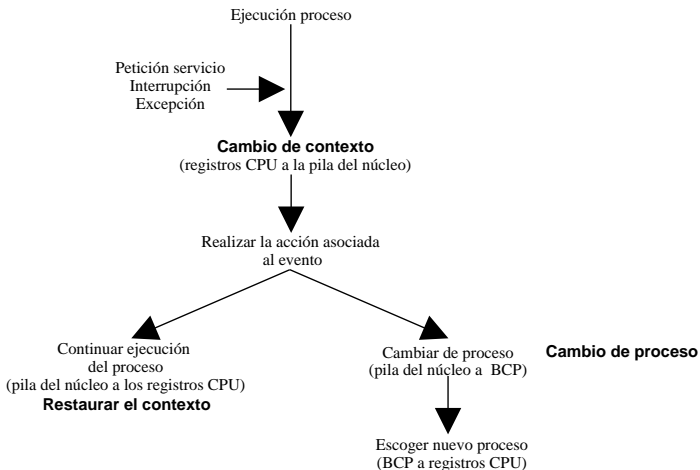 Ejecución proceso
Petición servicio
Interrupción
Excepción
Cambio de contexto
(registros CPU a la pila del núcleo)
Realizar la acción asociada
al evento
Continuar ejecución
del proceso
(pila del núcleo a los registros CPU)
Restaurar el contexto
Cambiar de proceso
(pila del núcleo a BCP)
Cambio de proceso
Escoger nuevo proceso
(BCP a registros CPU)